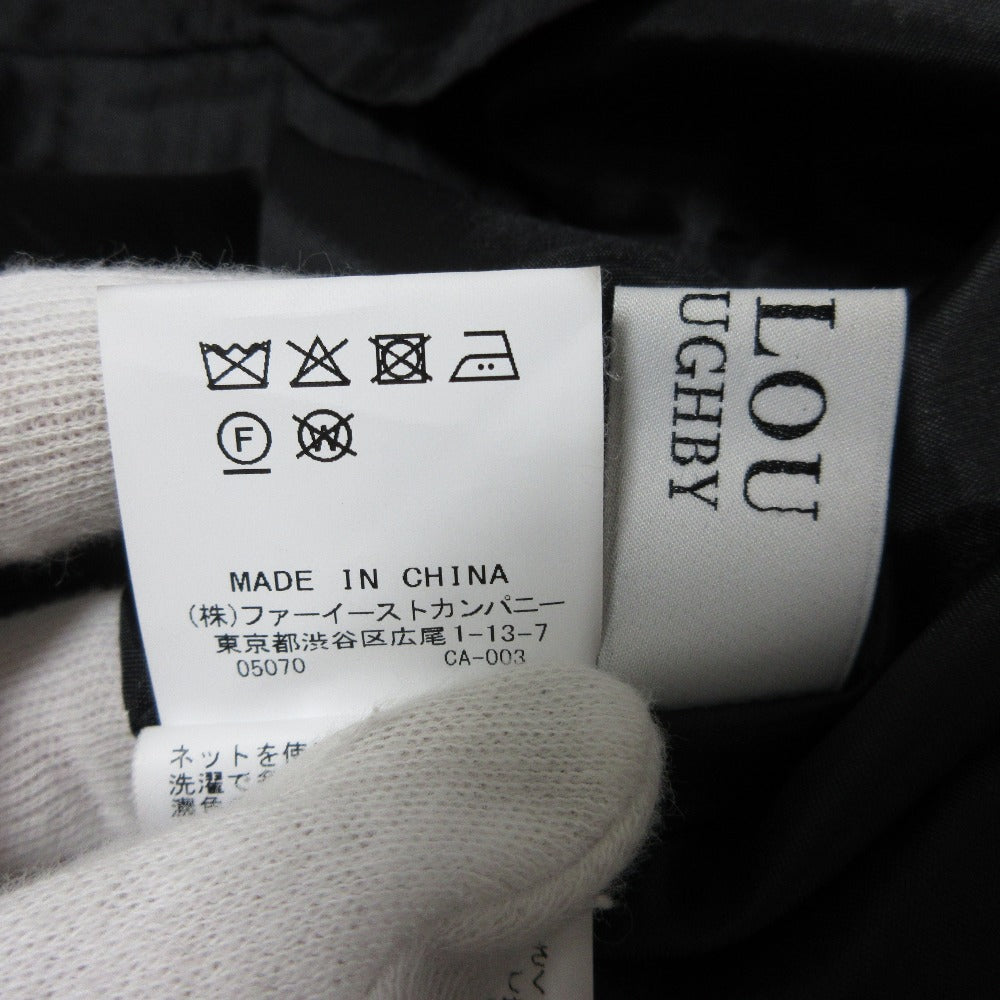 F
W
MADE IN CHINA
(株)ファーイーストカンパニー
東京都渋谷区広尾1-13-7
05070 CA-003
LOU
UGHBY
ネットを使
洗濯で
濃色